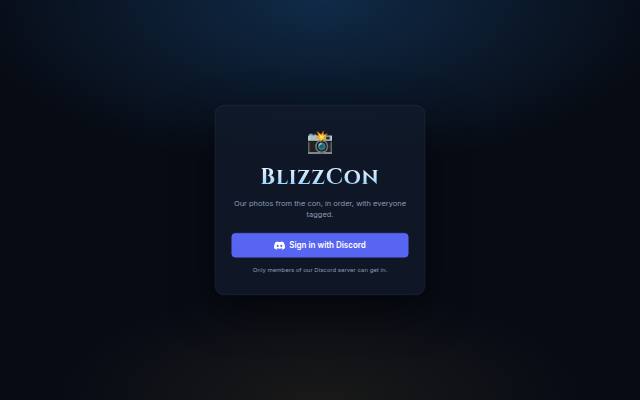 BlizzCon
Our photos from the con, in order, with everyone
tagged.
Sign in with Discord
Only members of our Discord server can get in.